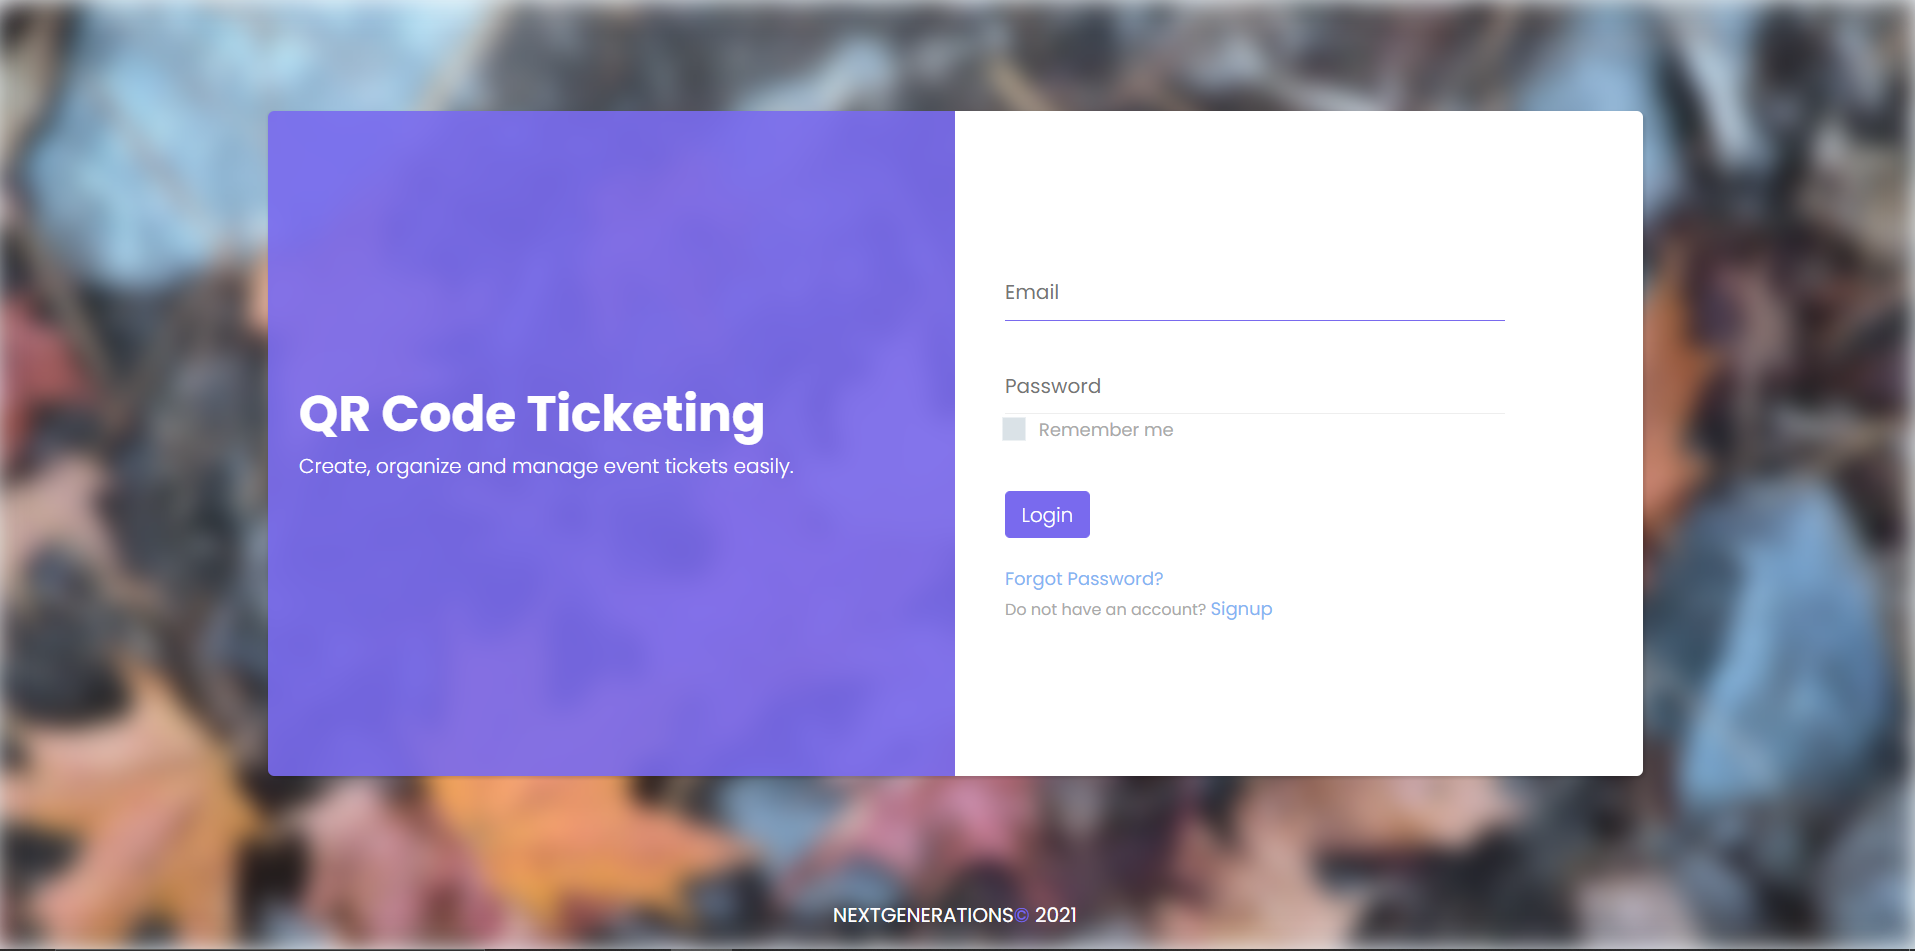 QR Code Ticketing
Create, organize and manage event tickets easily.
Email
Password
Remember me
Login
Forgot Password?
Do not have an account? Signup
NEXTGENERATIONS© 2021